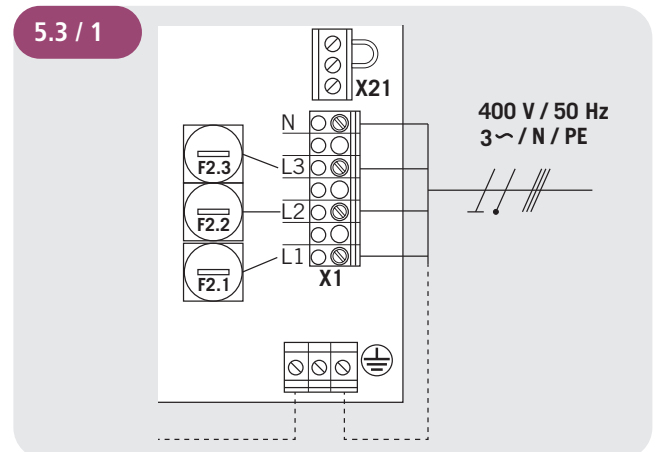 5.3 / 1
X21
400 V / 50 Hz
3~ / N / PE
N
L3
L2
L1
F2.3
F2.2
F2.1
X1